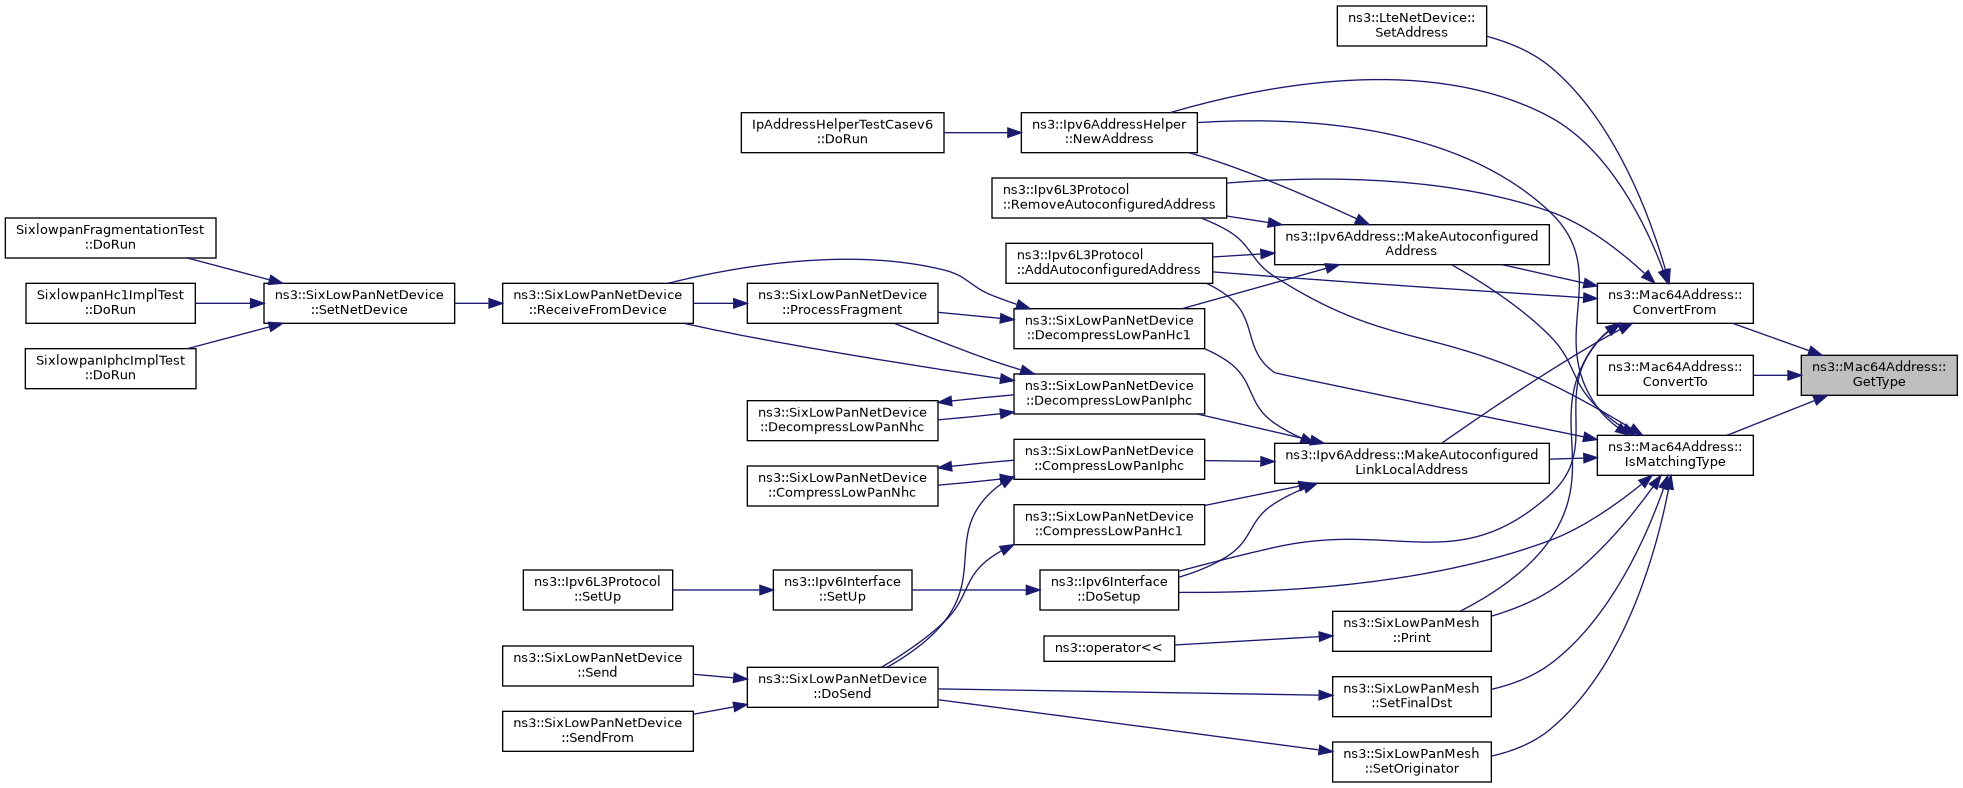 ns3::LteNetDevice::
SetAddress
IpAddressHelperTestCasev6
::DoRun
ns3::Ipv6AddressHelper
::NewAddress
ns3::Ipv6L3Protocol
::RemoveAutoconfiguredAddress
SixlowpanFragmentationTest
::DoRun
ns3::Ipv6Address::MakeAutoconfigured
Address
ns3::Ipv6L3Protocol
::AddAutoconfiguredAddress
SixlowpanHc1ImplTest
::DoRun
ns3::SixLowPanNetDevice
::SetNetDevice
ns3::SixLowPanNetDevice
::ReceiveFromDevice
ns3::SixLowPanNetDevice
::ProcessFragment
ns3::Mac64Address::
ConvertFrom
ns3::SixLowPanNetDevice
::DecompressLowPanHc1
SixlowpanIphcImplTest
::DoRun
ns3::Mac64Address::
ConvertTo
ns3::Mac64Address::
GetType
ns3::SixLowPanNetDevice
::DecompressLowPanIphc
ns3::SixLowPanNetDevice
::DecompressLowPanNhc
ns3::Mac64Address::
IsMatchingType
ns3::SixLowPanNetDevice
::CompressLowPanIphc
ns3::Ipv6Address::MakeAutoconfigured
LinkLocalAddress
ns3::SixLowPanNetDevice
::CompressLowPanNhc
ns3::SixLowPanNetDevice
::CompressLowPanHc1
ns3::Ipv6L3Protocol
::SetUp
ns3::Ipv6Interface
::SetUp
ns3::Ipv6Interface
::DoSetup
ns3::SixLowPanMesh
::Print
ns3::operator<<
ns3::SixLowPanNetDevice
::Send
ns3::SixLowPanNetDevice
::DoSend
ns3::SixLowPanMesh
::SetFinalDst
ns3::SixLowPanNetDevice
::SendFrom
ns3::SixLowPanMesh
::SetOriginator